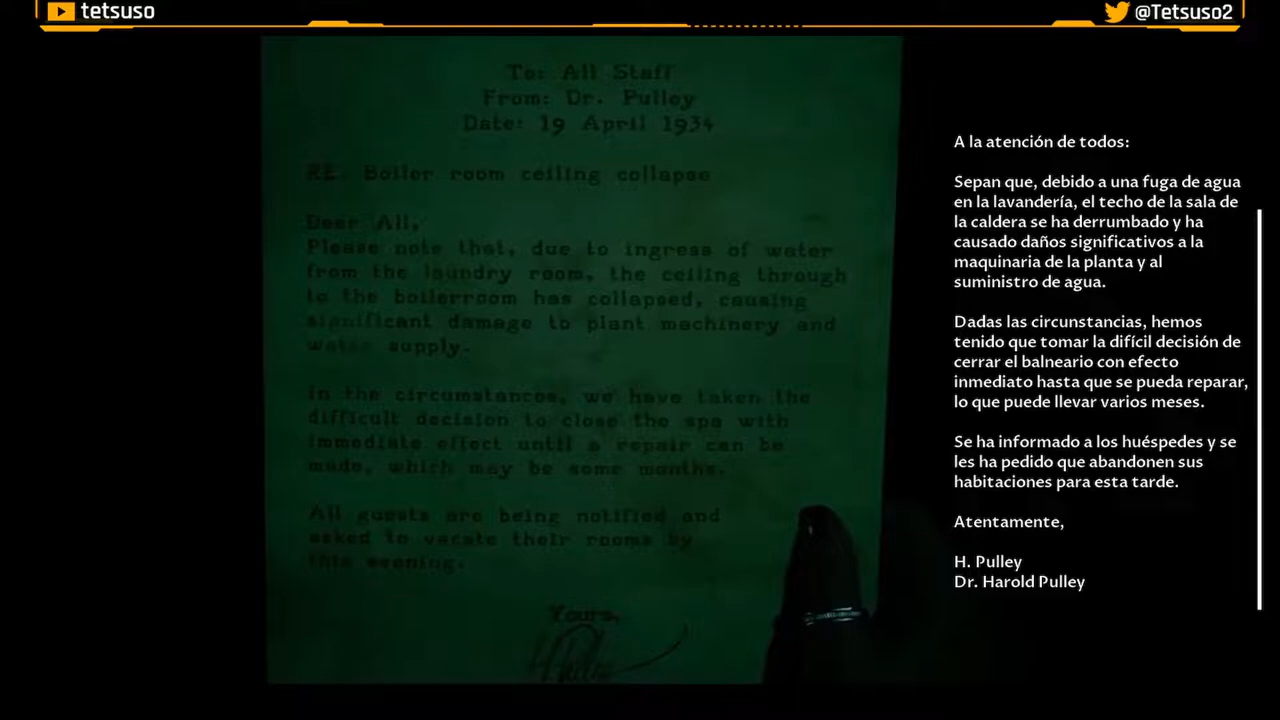 tetsuso
@Tetsuso2
To: All Staff
From: Dr. Pulley
Date: 19 April 1934
RE. Boiler room ceiling collapse
Dear All,
Please note that, due to ingress of water
from the laundry room, the ceiling through
to the boilerroom has collapsed, causing
significant damage to plant machinery and
water supply.
In the circumstances, we have taken the
difficult decision to close the spa with
immediate effect until a repair can be
made, which may be some months.
All guests are being notified and
asked to vacate their rooms by
this evening.
Yours,
A la atención de todos:
Sepan que, debido a una fuga de agua
en la lavandería, el techo de la sala de
la caldera se ha derrumbado y ha
causado daños significativos a la
maquinaria de la planta y al
suministro de agua.
Dadas las circunstancias, hemos
tenido que tomar la difícil decisión de
cerrar el balneario con efecto
inmediato hasta que se pueda reparar,
lo que puede llevar varios meses.
Se ha informado a los huéspedes y se
les ha pedido que abandonen sus
habitaciones para esta tarde.
Atentamente,
H. Pulley
Dr. Harold Pulley